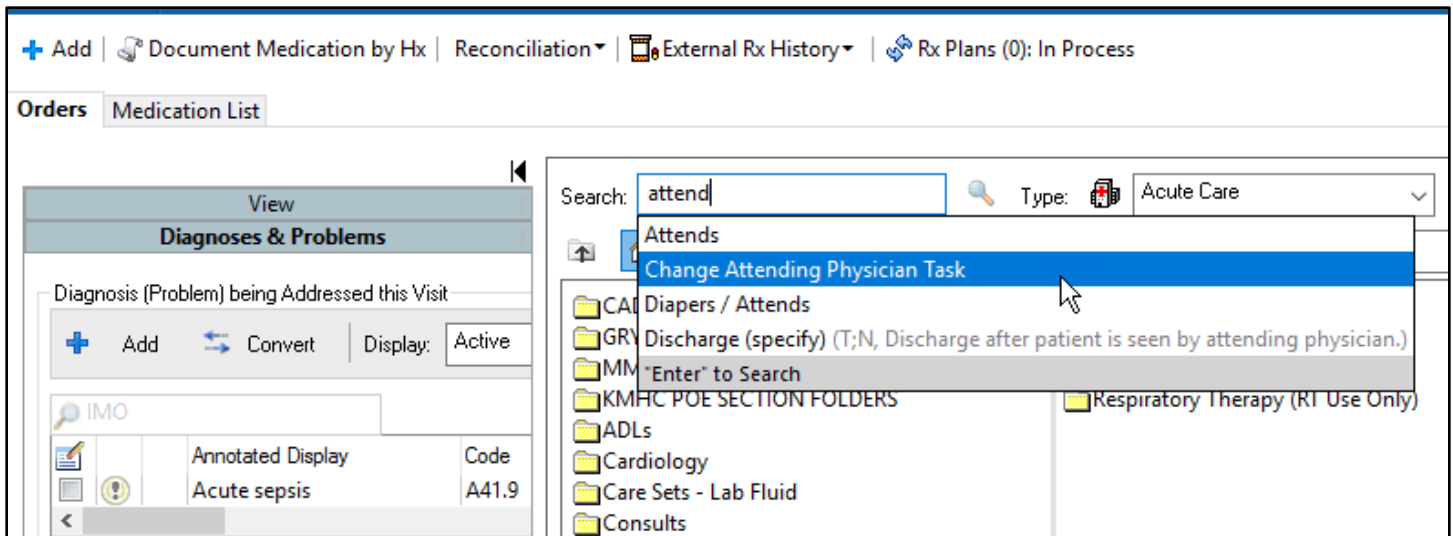 Add Document Medication by Hx Reconciliation External Rx History Rx Plans (0): In Process
Orders Medication List
Search: attend Type: Acute Care
View
Attends
Diagnoses & Problems
Change Attending Physician Task
Diagnosis (Problem) being Addressed this Visit
CAD
Diapers / Attends
Add Convert Display: Active
GRY
Discharge (specify) (T;N, Discharge after patient is seen by attending physician.)
MM
"Enter" to Search
KMHC POE SECTION FOLDERS
Respiratory Therapy (RT Use Only)
IMO
ADLs
Annotated Display Code
Cardiology
Acute sepsis A41.9
Care Sets - Lab Fluid
Consults